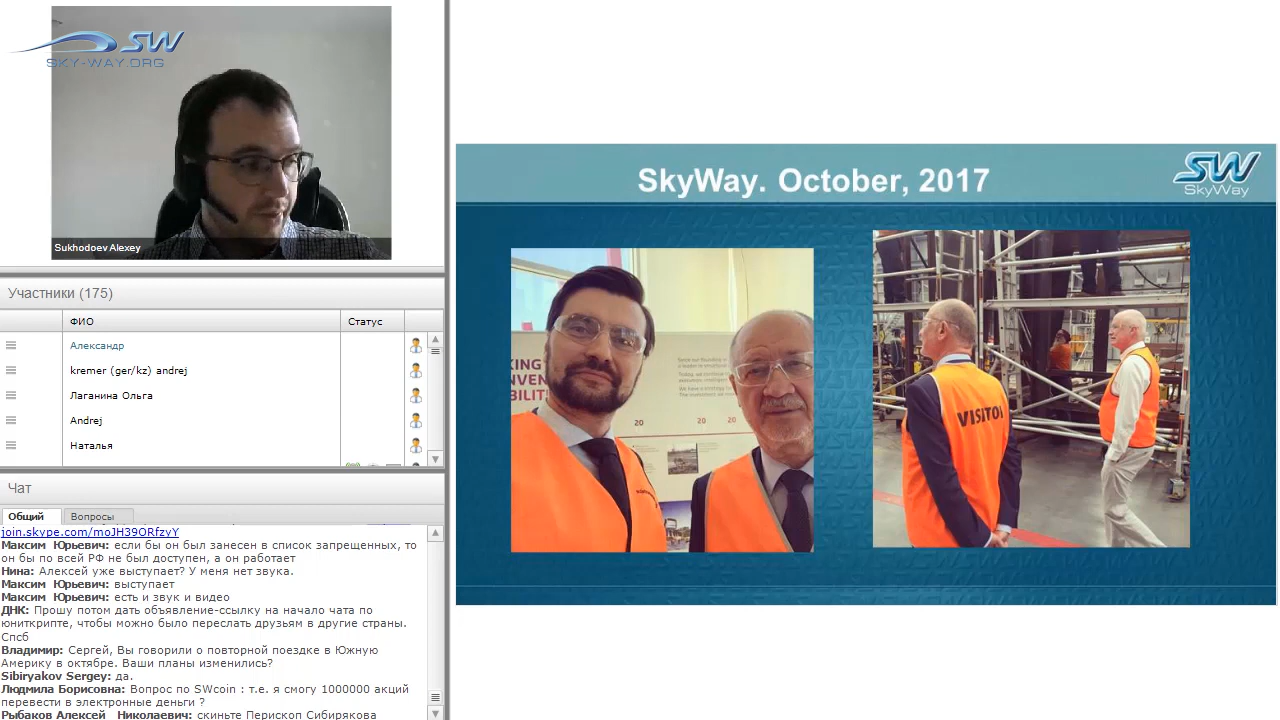 SW
SKY-WAY.ORG
Sukhodoev Alexey
Участники (175)
ФИО
Статус
Александр
kremer (ger/kz) andrej
Лаганина Ольга
Andrej
Наталья
Чат
Общий
Вопросы
join.skype.com/moJH39ORfzyY
Максим Юрьевич: если бы он был занесен в список запрещенных, то
он бы по всей РФ не был доступен, а он работает
Нина: Алексей уже выступает? У меня нет звука.
Максим Юрьевич: выступает
Максим Юрьевич: есть и звук и видео
ДНК: Прошу потом дать объявление-ссылку на начало чата по
юниткрипте, чтобы можно было переслать друзьям в другие страны.
Спсб
Владимир: Сергей, Вы говорили о повторной поездке в Южную
Америку в октябре. Ваши планы изменились?
Sibiryakov Sergey: да.
Людмила Борисовна: Вопрос по SWcoin : т.е. я смогу 1000000 акций
перевести в электронные деньги ?
Рыбаков Алексей Николаевич: скиньте Перископ Сибирякова
SkyWay. October, 2017
SW
SkyWay
20
20
20
VISITOR